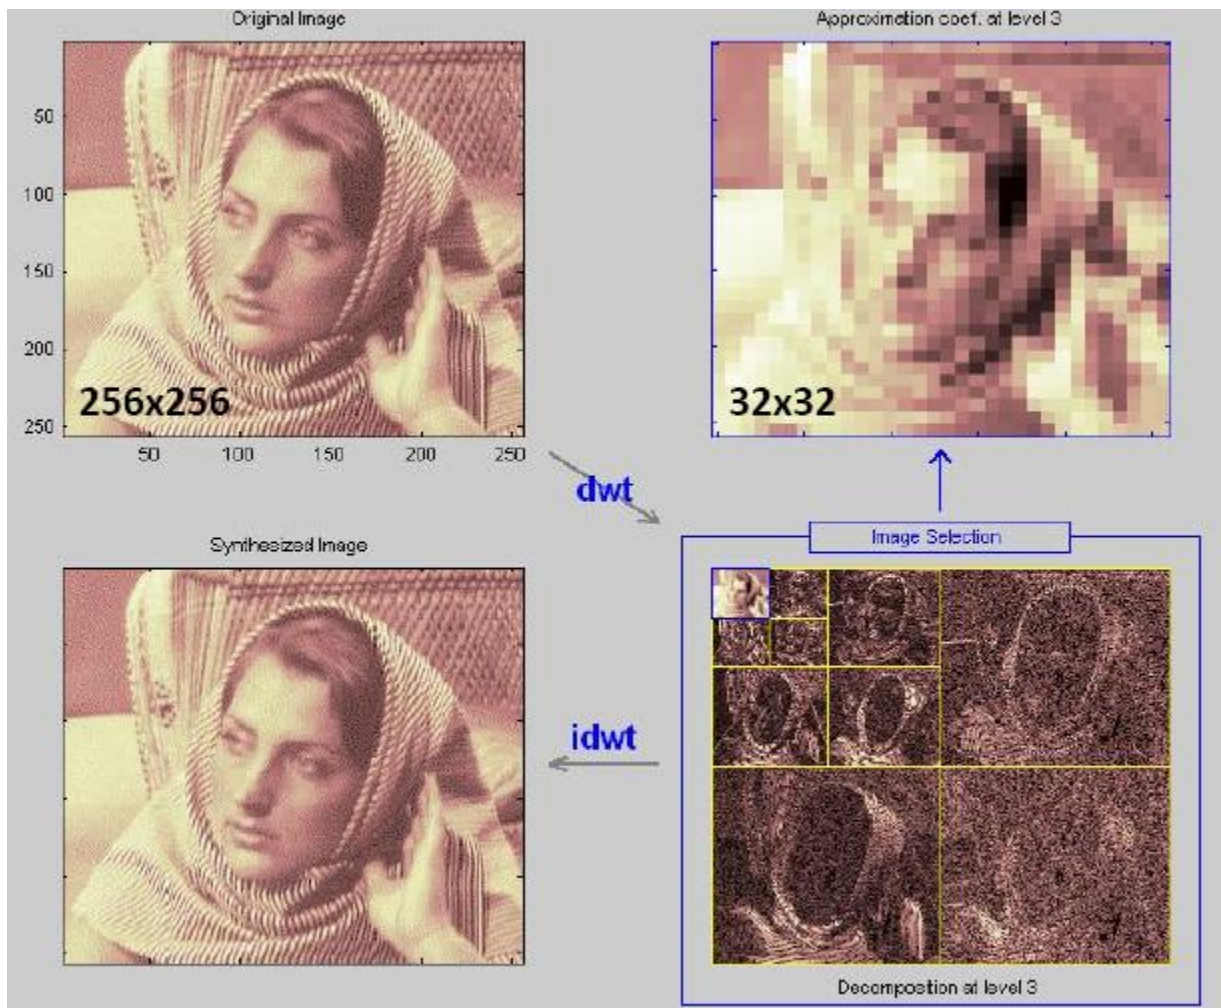 Original Image
Approximation coef. at level 3
50
100
150
200
250
256x256
50 100 150 200 250
32x32
dwt
Synthesized Image
Image Selection
idwt
Decomposition at level 3